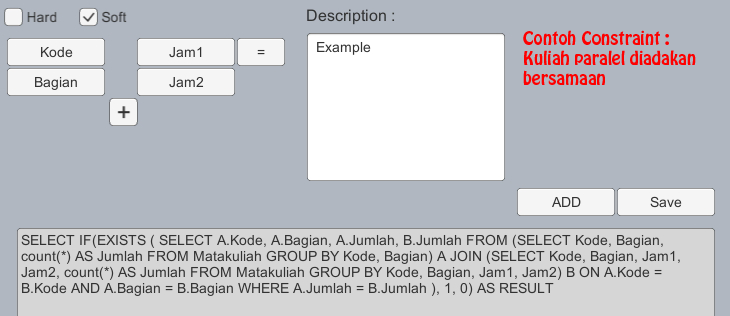 Hard
Soft
Description :
Kode
Jam1
=
Bagian
Jam2
+
Example
Contoh Constraint :
Kuliah paralel diadakan
bersamaan
ADD
Save
SELECT IF(EXISTS ( SELECT A.Kode, A.Bagian, A.Jumlah, B.Jumlah FROM (SELECT Kode, Bagian,
count(*) AS Jumlah FROM Matakuliah GROUP BY Kode, Bagian) A JOIN (SELECT Kode, Bagian, Jam1,
Jam2, count(*) AS Jumlah FROM Matakuliah GROUP BY Kode, Bagian, Jam1, Jam2) B ON A.Kode =
B.Kode AND A.Bagian = B.Bagian WHERE A.Jumlah = B.Jumlah ), 1, 0) AS RESULT